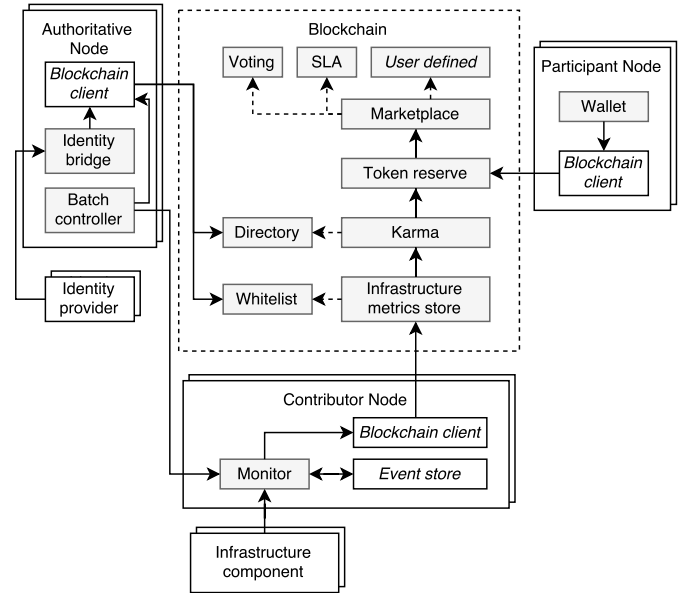 Authoritative
Node
Blockchain
client
Identity
bridge
Batch
controller
Identity
provider
Blockchain
Voting
SLA
User defined
Marketplace
Token reserve
Directory
Karma
Whitelist
Infrastructure
metrics store
Participant Node
Wallet
Blockchain
client
Contributor Node
Blockchain client
Monitor
Event store
Infrastructure
component